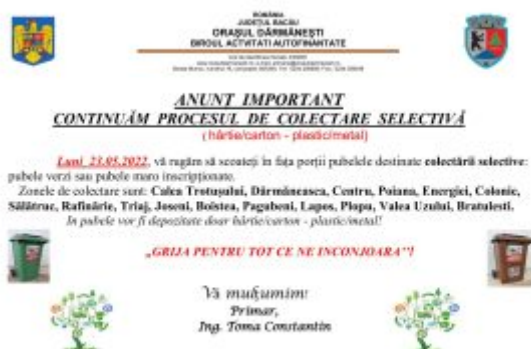 ROMÂNIA
JUDEȚUL BACĂU
ORAȘUL DĂRMĂNEȘTI
BIROUL ACTVITATI AUTOFINANTATE
ANUNT IMPORTANT
CONTINUĂM PROCESUL DE COLECTARE SELECTIVĂ
(hârtie/carton - plastic/metal)
Luni 23.05.2022, vă rugăm să scoateți în fața porții pubelele destinate colectării selective:
pubele verzi sau pubele maro inscripționate.
Zonele de colectare sunt: Calea Trotușului, Dărmăneasca, Centru, Poiana, Energiei, Colonie,
Sălătruc, Rafinărie, Triaj, Joseni, Boiștea, Pagubeni, Lapos, Plopu, Valea Uzului, Bratulesti.
În pubele vor fi depozitate doar hârtie/carton - plastic/metal!
„GRIJA PENTRU TOT CE NE INCONJOARA”!
Vă mulțumim!
Primar,
Ing. Toma Constantin